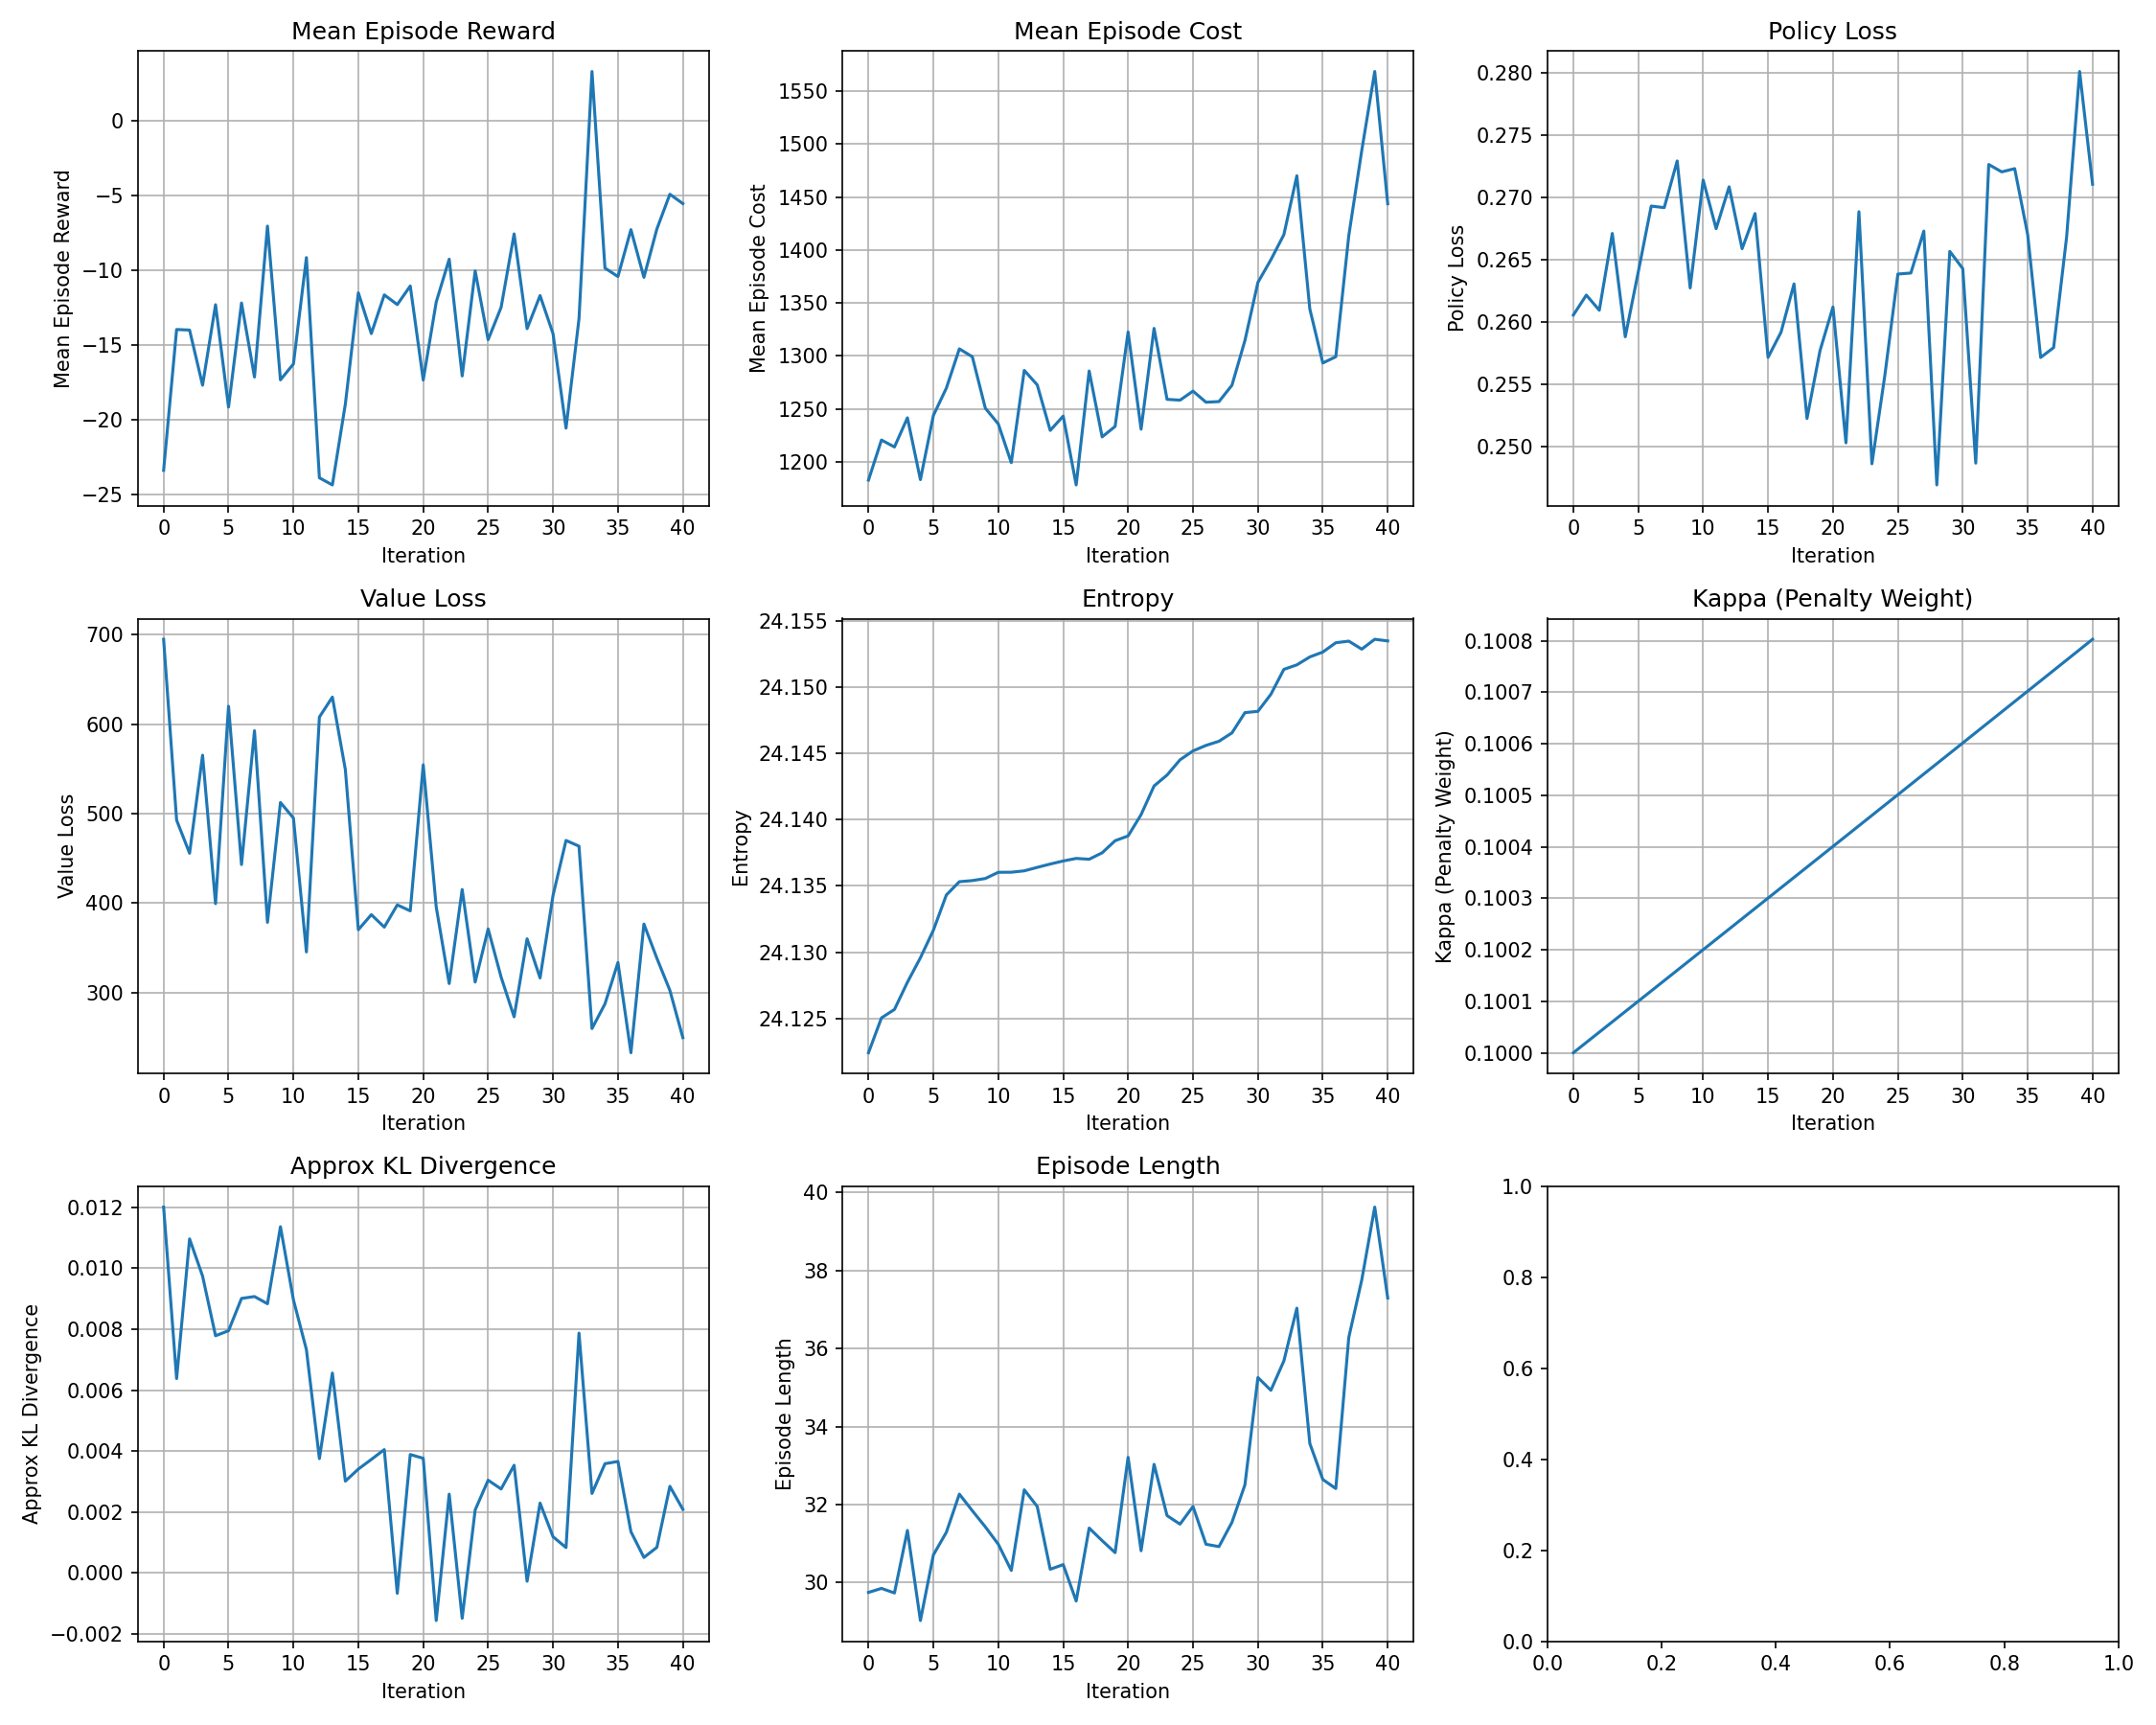 Mean Episode Reward
Mean Episode Reward
0
−5
−10
−15
−20
−25
0 5 10 15 20 25 30 35 40
Iteration
Mean Episode Cost
Mean Episode Cost
1550
1500
1450
1400
1350
1300
1250
1200
0 5 10 15 20 25 30 35 40
Iteration
Policy Loss
Policy Loss
0.280
0.275
0.270
0.265
0.260
0.255
0.250
0 5 10 15 20 25 30 35 40
Iteration
Value Loss
Value Loss
700
600
500
400
300
0 5 10 15 20 25 30 35 40
Iteration
Entropy
Entropy
24.155
24.150
24.145
24.140
24.135
24.130
24.125
0 5 10 15 20 25 30 35 40
Iteration
Kappa (Penalty Weight)
Kappa (Penalty Weight)
0.1008
0.1007
0.1006
0.1005
0.1004
0.1003
0.1002
0.1001
0.1000
0 5 10 15 20 25 30 35 40
Iteration
Approx KL Divergence
Approx KL Divergence
0.012
0.010
0.008
0.006
0.004
0.002
0.000
−0.002
0 5 10 15 20 25 30 35 40
Iteration
Episode Length
Episode Length
40
38
36
34
32
30
0 5 10 15 20 25 30 35 40
Iteration
1.0
0.8
0.6
0.4
0.2
0.0
0.0 0.2 0.4 0.6 0.8 1.0